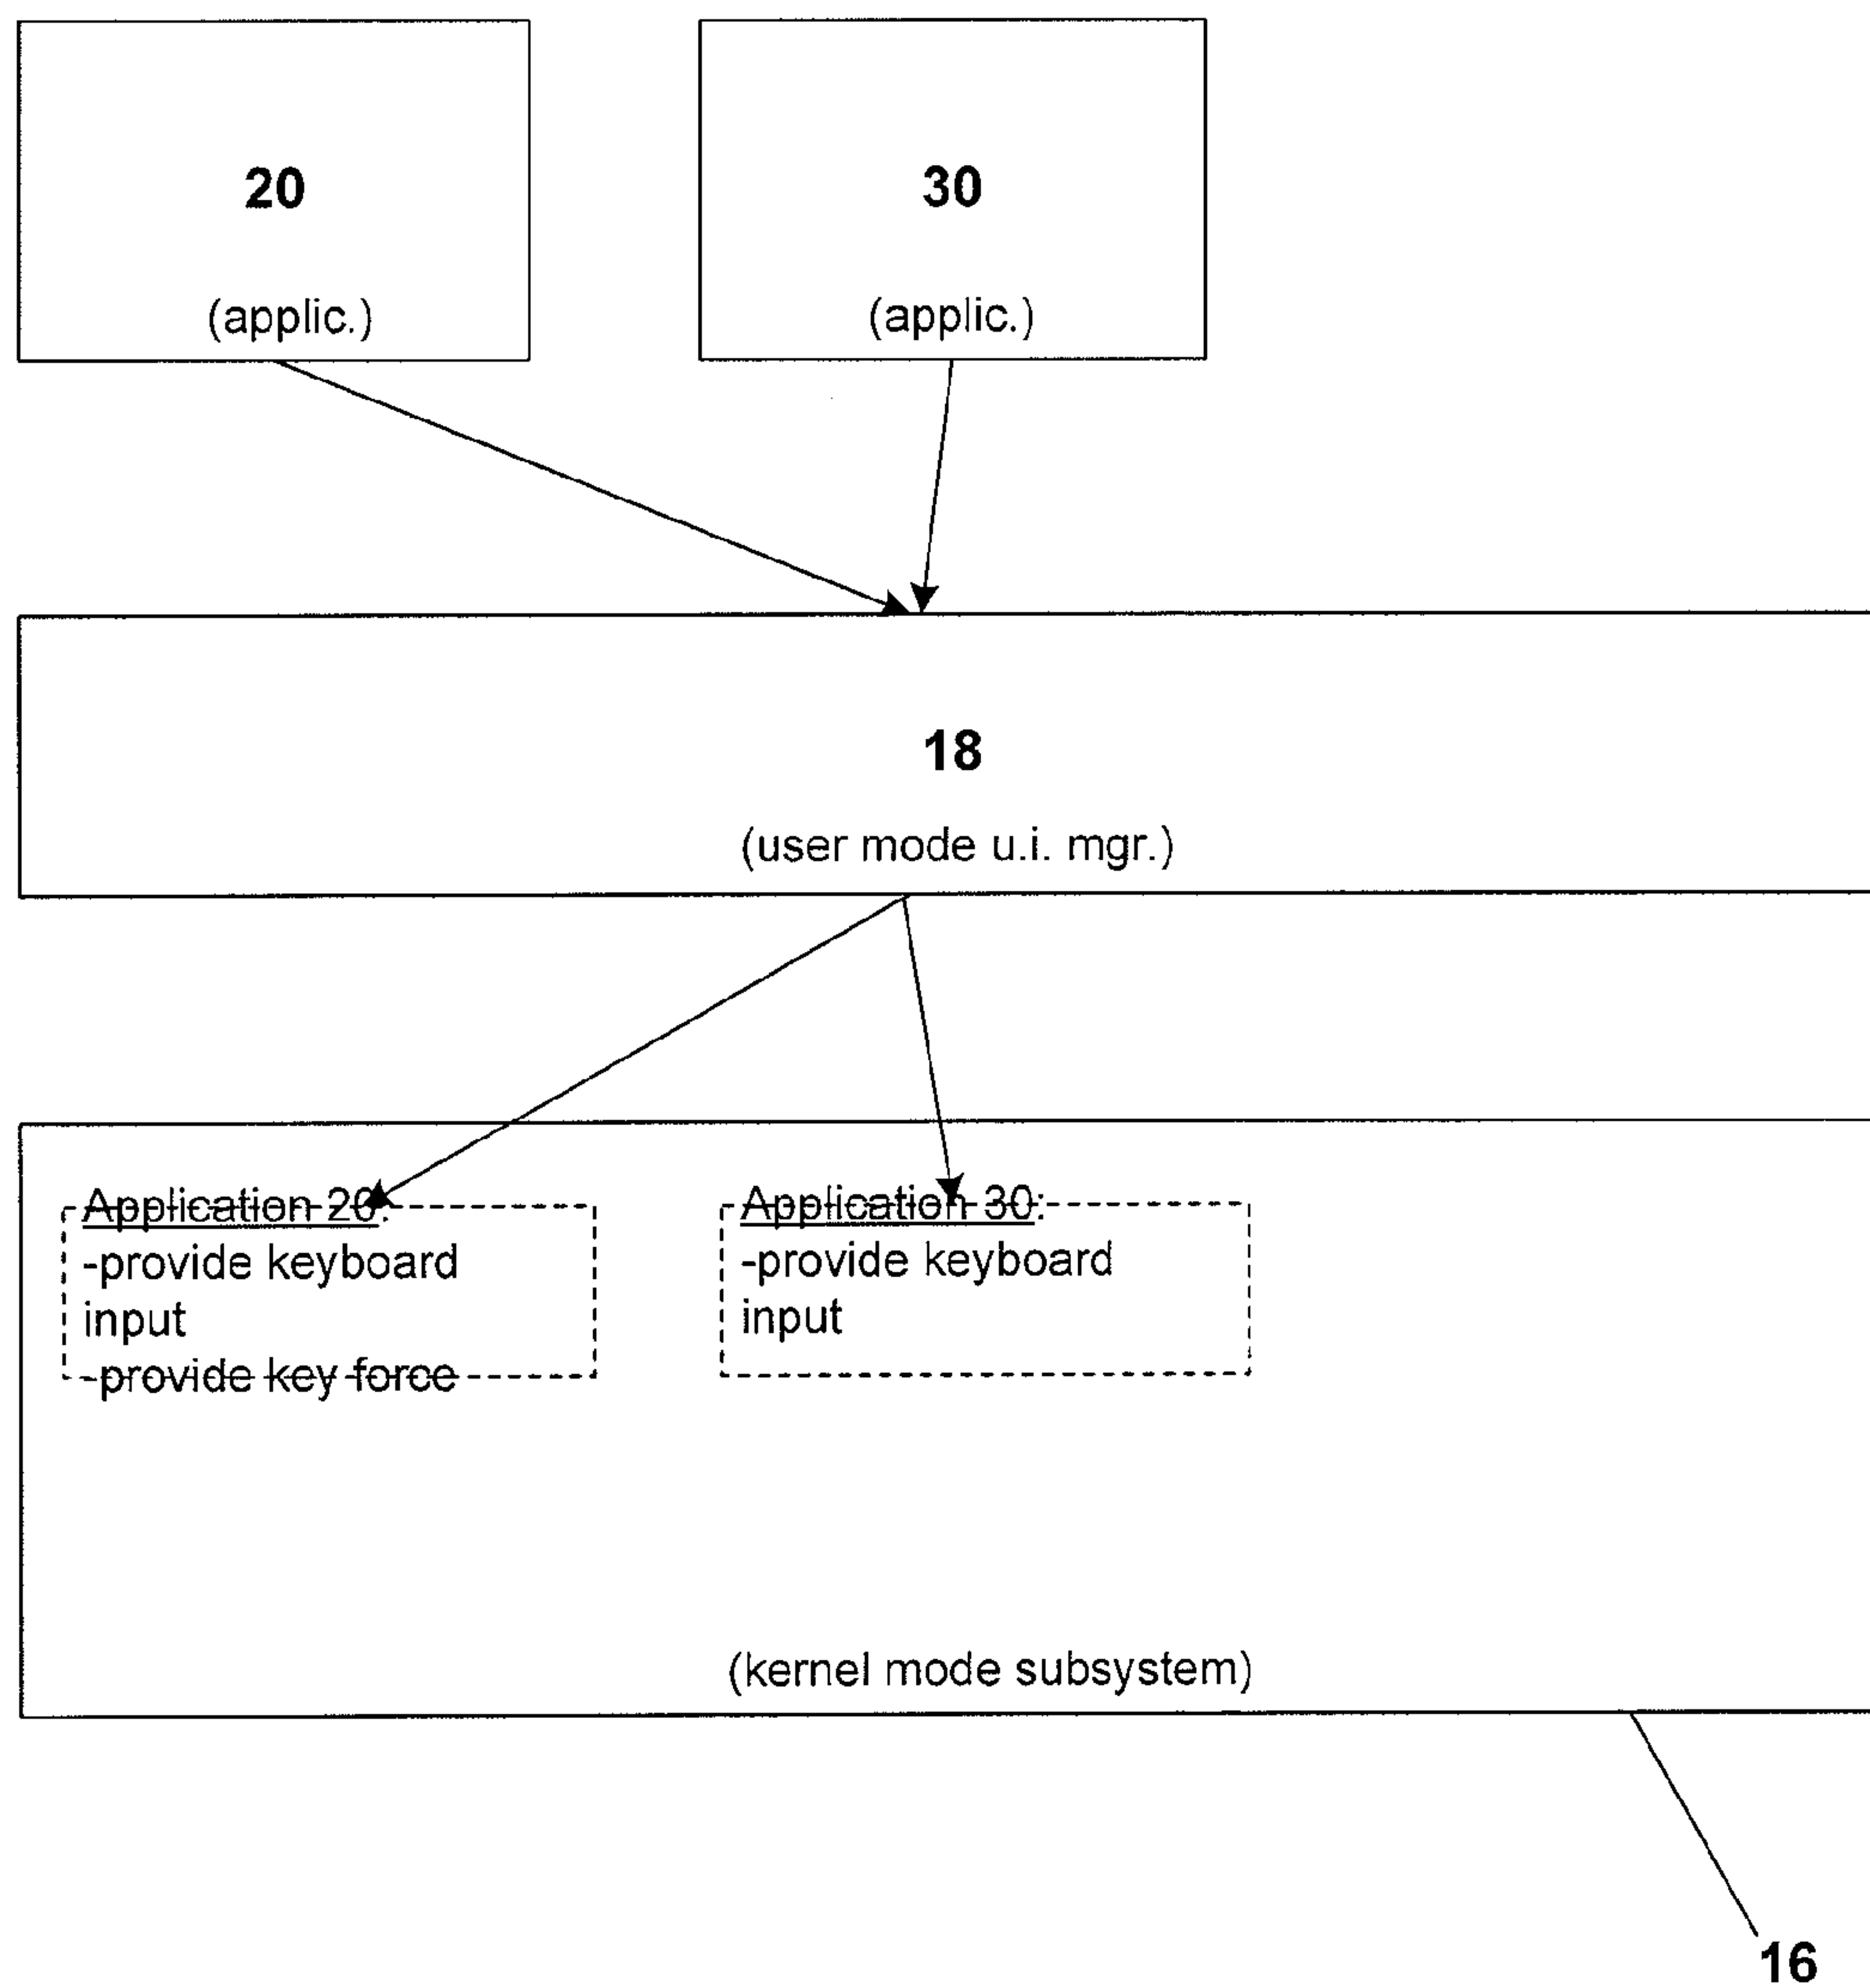 20
(applic.)
30
(applic.)
18
(user mode u.i. mgr.)
Application 20:
-provide keyboard
input
-provide key force
Application 30:
-provide keyboard
input
(kernel mode subsystem)
16